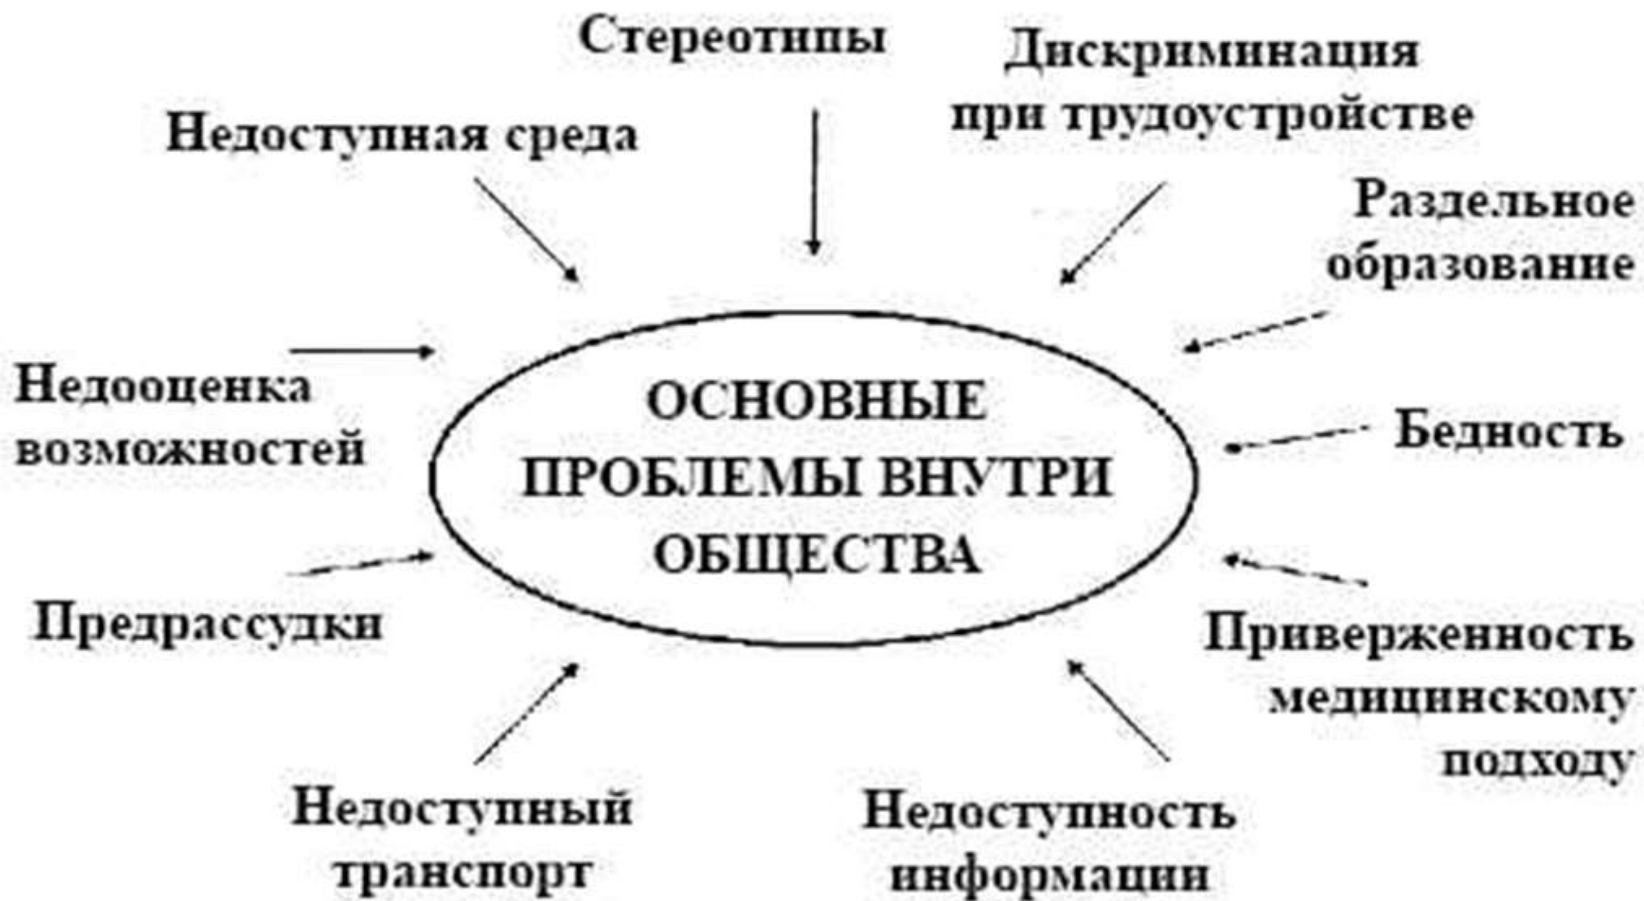 Стереотипы
Дискриминация
при трудоустройстве
Недоступная среда
Раздельное
образование
Недооценка
возможностей
ОСНОВНЫЕ
ПРОБЛЕМЫ ВНУТРИ
ОБЩЕСТВА
Бедность
Предрассудки
Приверженность
медицинскому
подходу
Недоступный
транспорт
Недоступность
информации